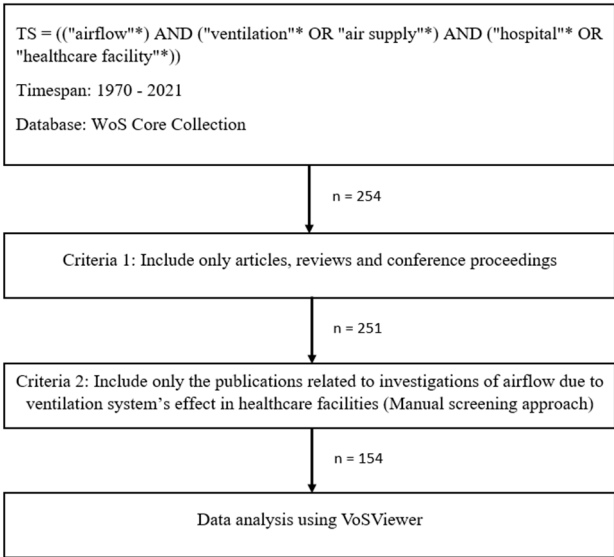 TS = (("airflow"*) AND ("ventilation"* OR "air supply"*) AND ("hospital"* OR
"healthcare facility"*))
Timespan: 1970 - 2021
Database: WoS Core Collection
n = 254
Criteria 1: Include only articles, reviews and conference proceedings
n = 251
Criteria 2: Include only the publications related to investigations of airflow due to
ventilation system's effect in healthcare facilities (Manual screening approach)
n = 154
Data analysis using VoSViewer